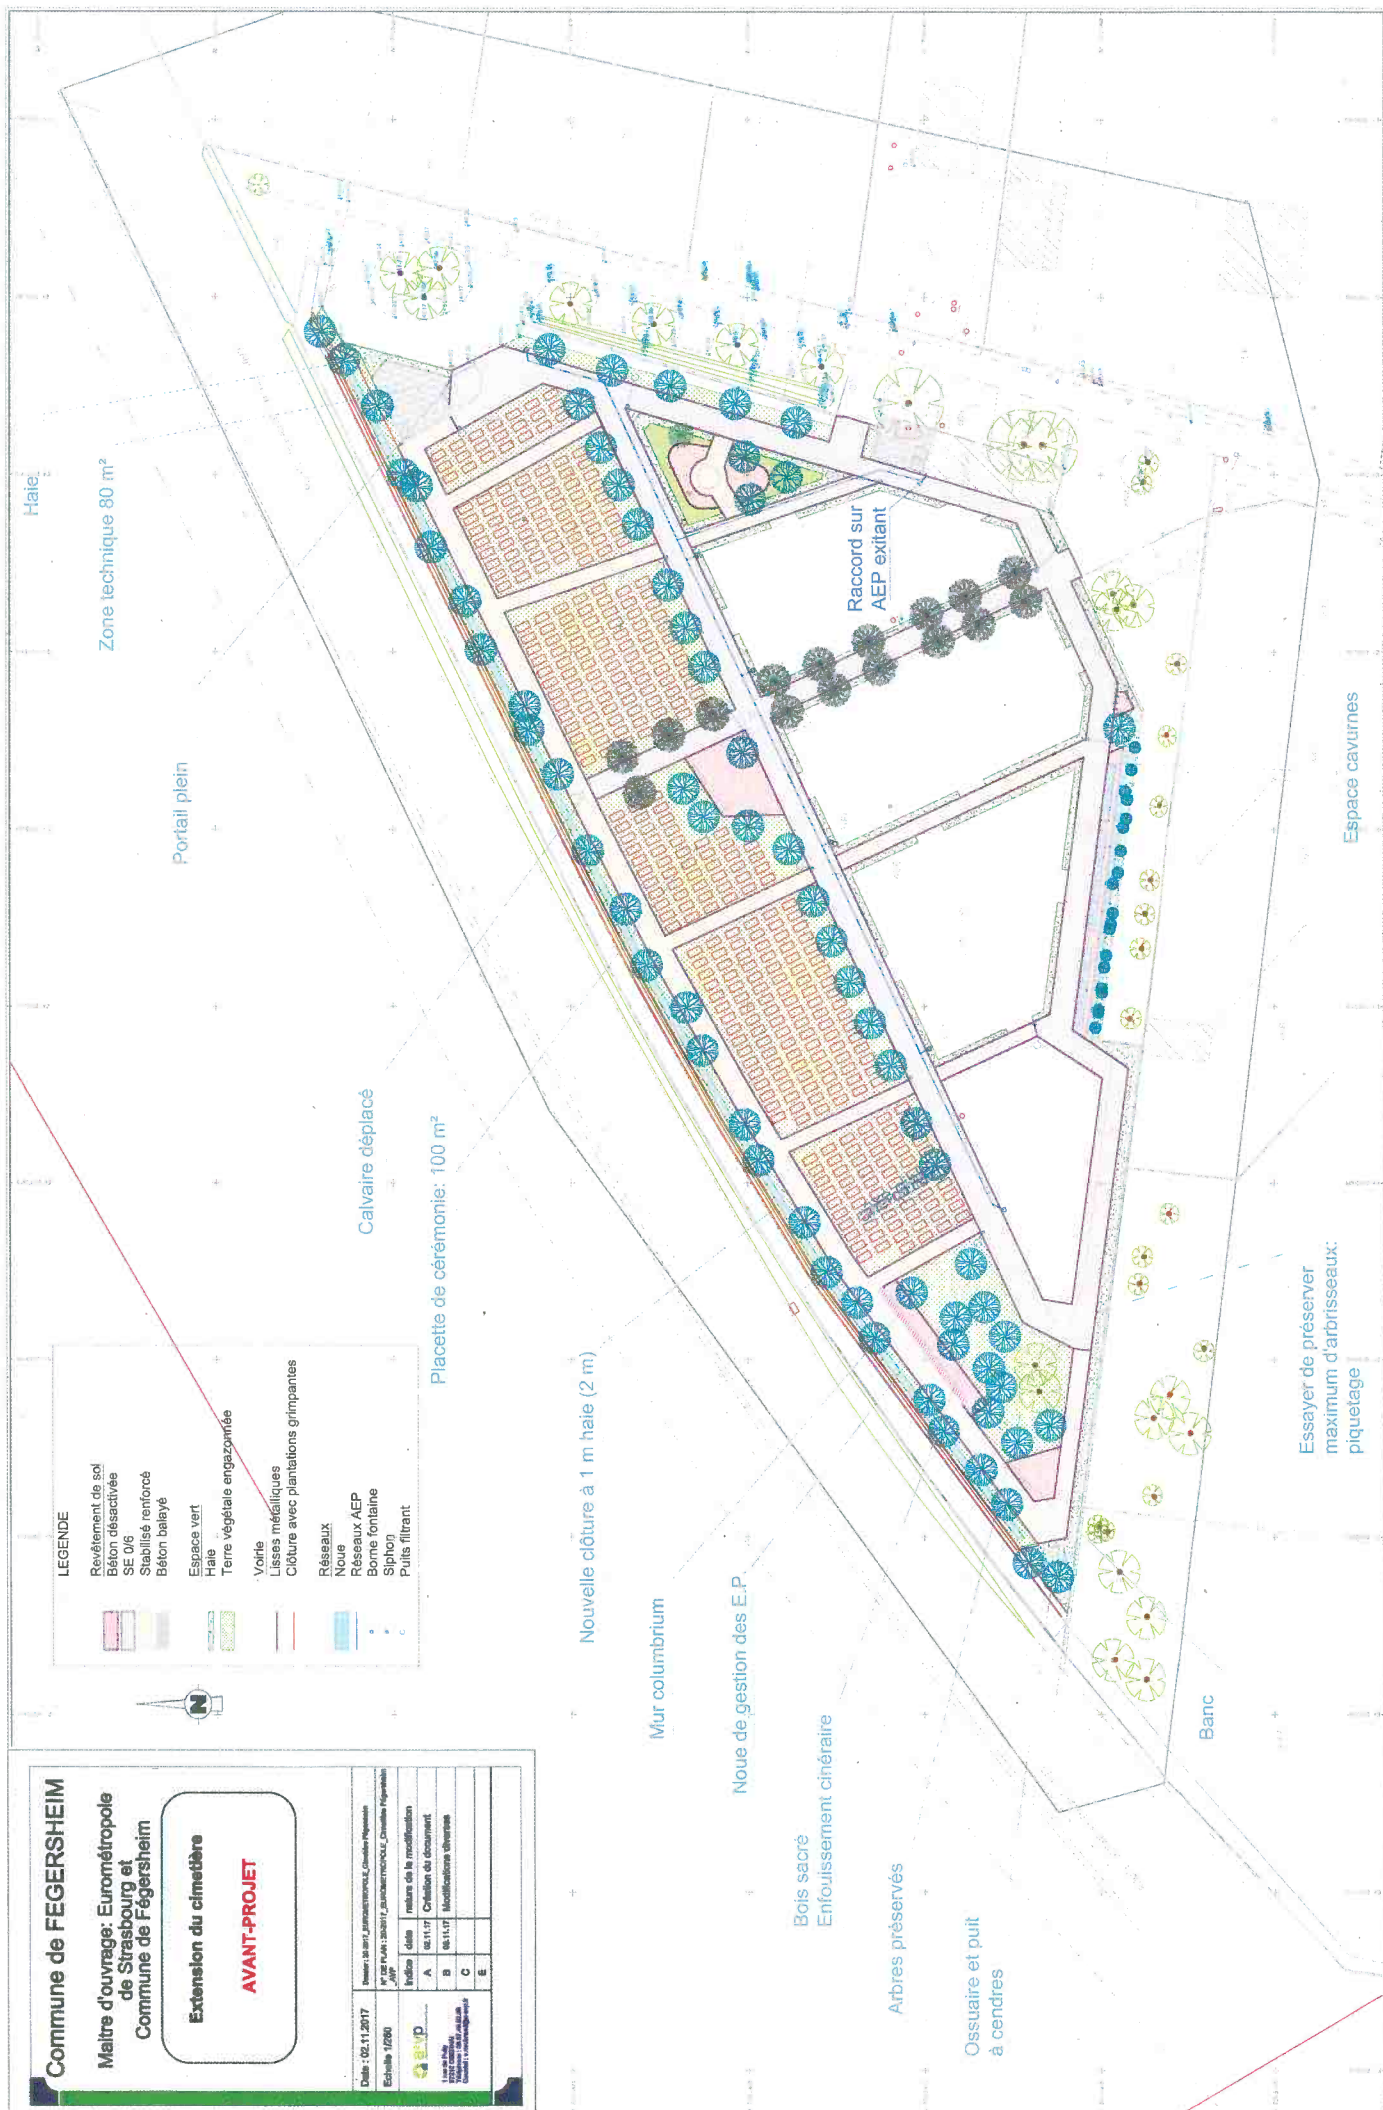 Commune de FEGERSHEIM
Maître d'ouvrage: Eurométropole
de Strasbourg et
Commune de Fégersheim
Extension du cimetière
AVANT-PROJET
Date : 02.11.2017
Echelle 1/250
Indice date nature de la modification
A 02.11.17 Création du document
B 08.11.17 Modifications diverses
C
E
N
LEGENDE
Revêtement de sol
Béton désactivée
SE 0/6
Stabilisé renforcé
Béton balayé
Espace vert
Haie
Terre végétale engazonnée
Voirie
Lisses métalliques
Clôture avec plantations grimpantes
Réseaux
Noue
Réseaux AEP
Borne fontaine
Siphon
Puits filtrant
Haie
Zone technique 80 m²
Portail plein
Calvaire déplacé
Placette de cérémonie: 100 m²
Nouvelle clôture à 1 m haie (2 m)
Mur columbrium
Noue de gestion des E.P
Bois sacré
Enfouissement cinéraire
Arbres préservés
Ossuaire et puit
à cendres
Raccord sur
AEP exitant
Espace cavurnes
Essayer de préserver
maximum d'arbrisseaux:
piquetage
Banc